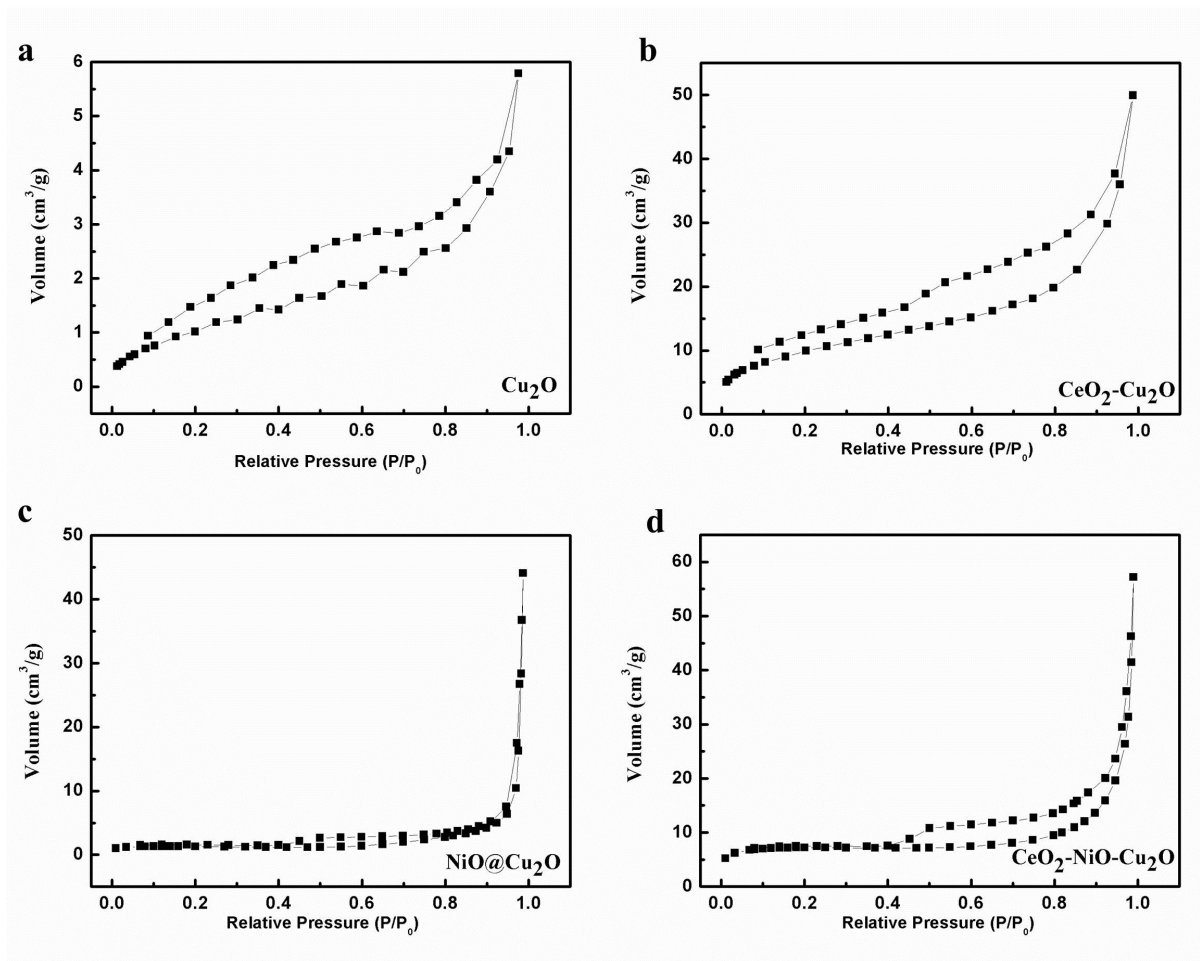 a
6
5
4
3
2
1
0
Volume (cm³/g)
0.0 0.2 0.4 0.6 0.8 1.0
Relative Pressure (P/P₀)
Cu₂O
b
50
40
30
20
10
0
Volume (cm³/g)
0.0 0.2 0.4 0.6 0.8 1.0
Relative Pressure (P/P₀)
CeO₂-Cu₂O
c
50
40
30
20
10
0
Volume (cm³/g)
0.0 0.2 0.4 0.6 0.8 1.0
Relative Pressure (P/P₀)
NiO@Cu₂O
d
60
50
40
30
20
10
0
Volume (cm³/g)
0.0 0.2 0.4 0.6 0.8 1.0
Relative Pressure (P/P₀)
CeO₂-NiO-Cu₂O